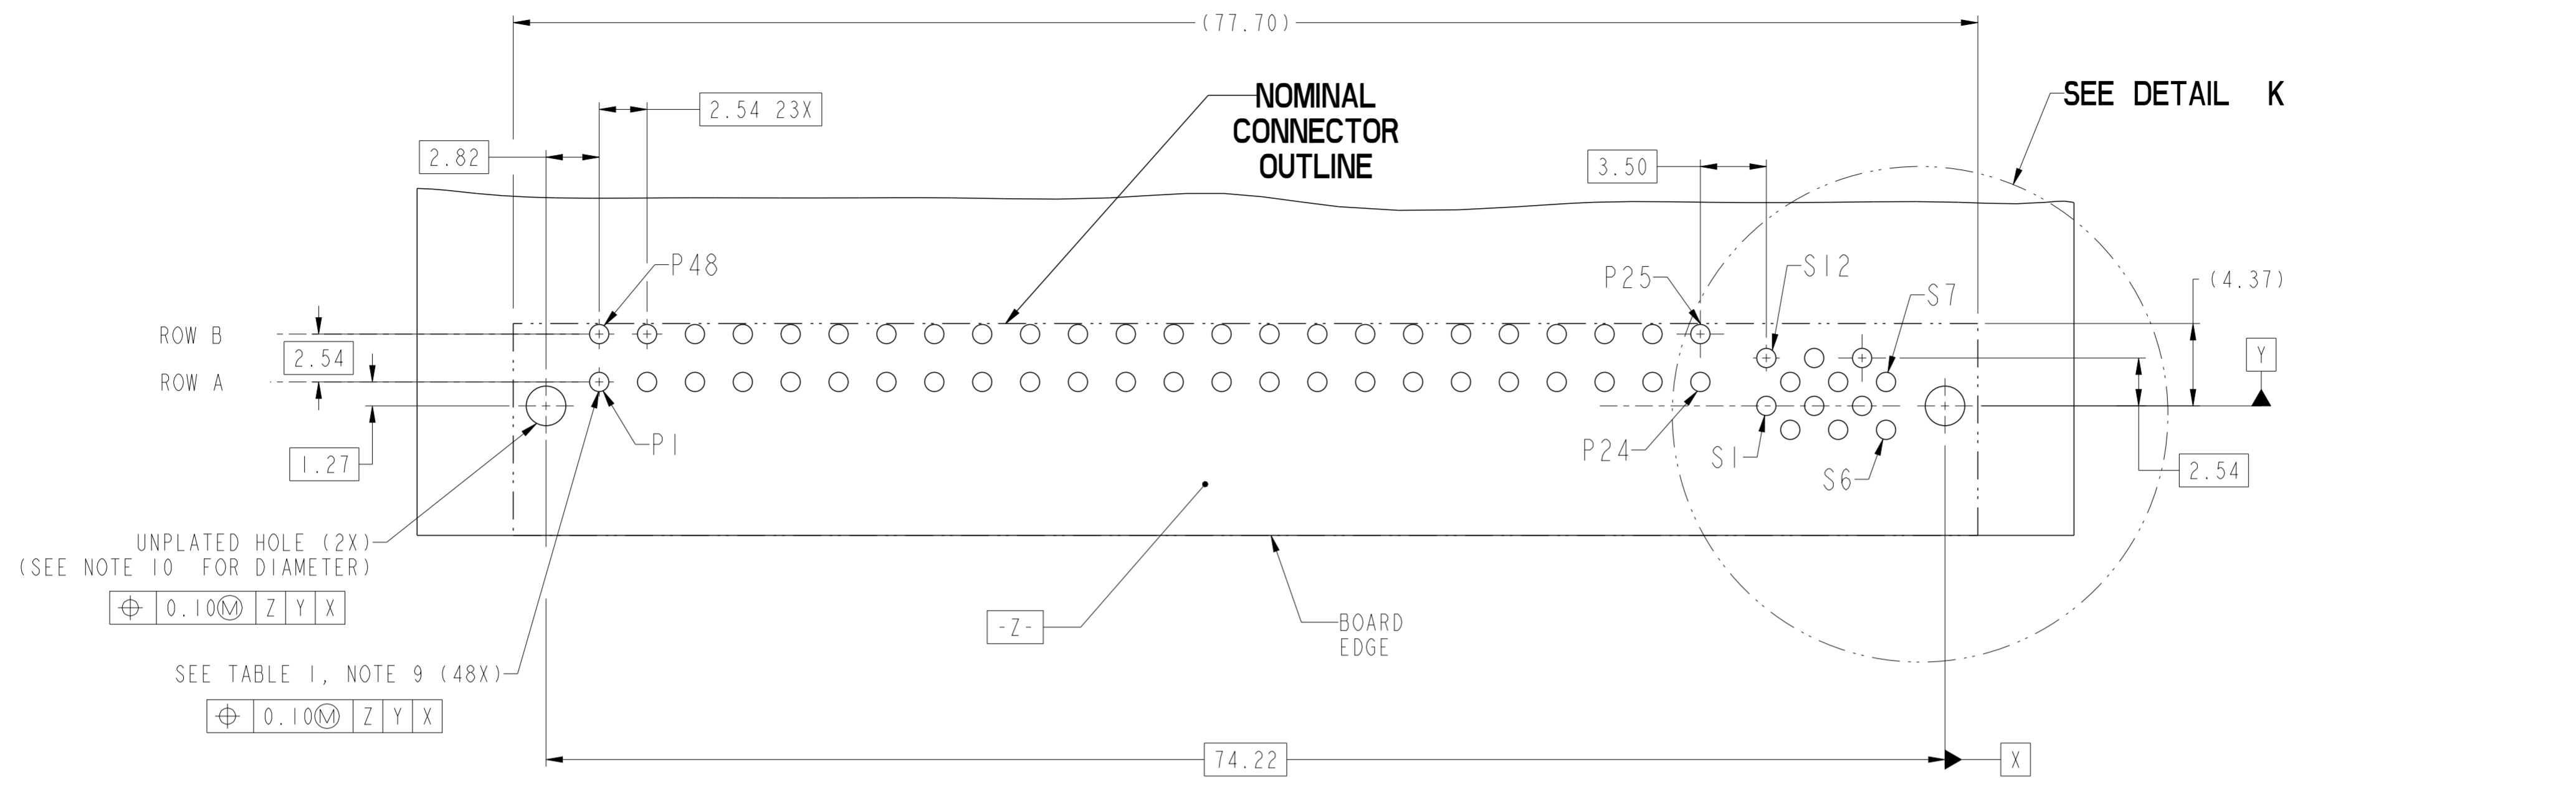 (77.70)
NOMINAL
CONNECTOR
OUTLINE
SEE DETAIL K
2.54 23X
2.82
3.50
P48
P25
S12
S7
(4.37)
ROW B
2.54
ROW A
Y
1.27
P1
P24
S1
S6
2.54
UNPLATED HOLE (2X)
(SEE NOTE 10 FOR DIAMETER)
⌖ 0.10Ⓜ Z Y X
-Z-
BOARD
EDGE
SEE TABLE 1, NOTE 9 (48X)
⌖ 0.10Ⓜ Z Y X
74.22
X